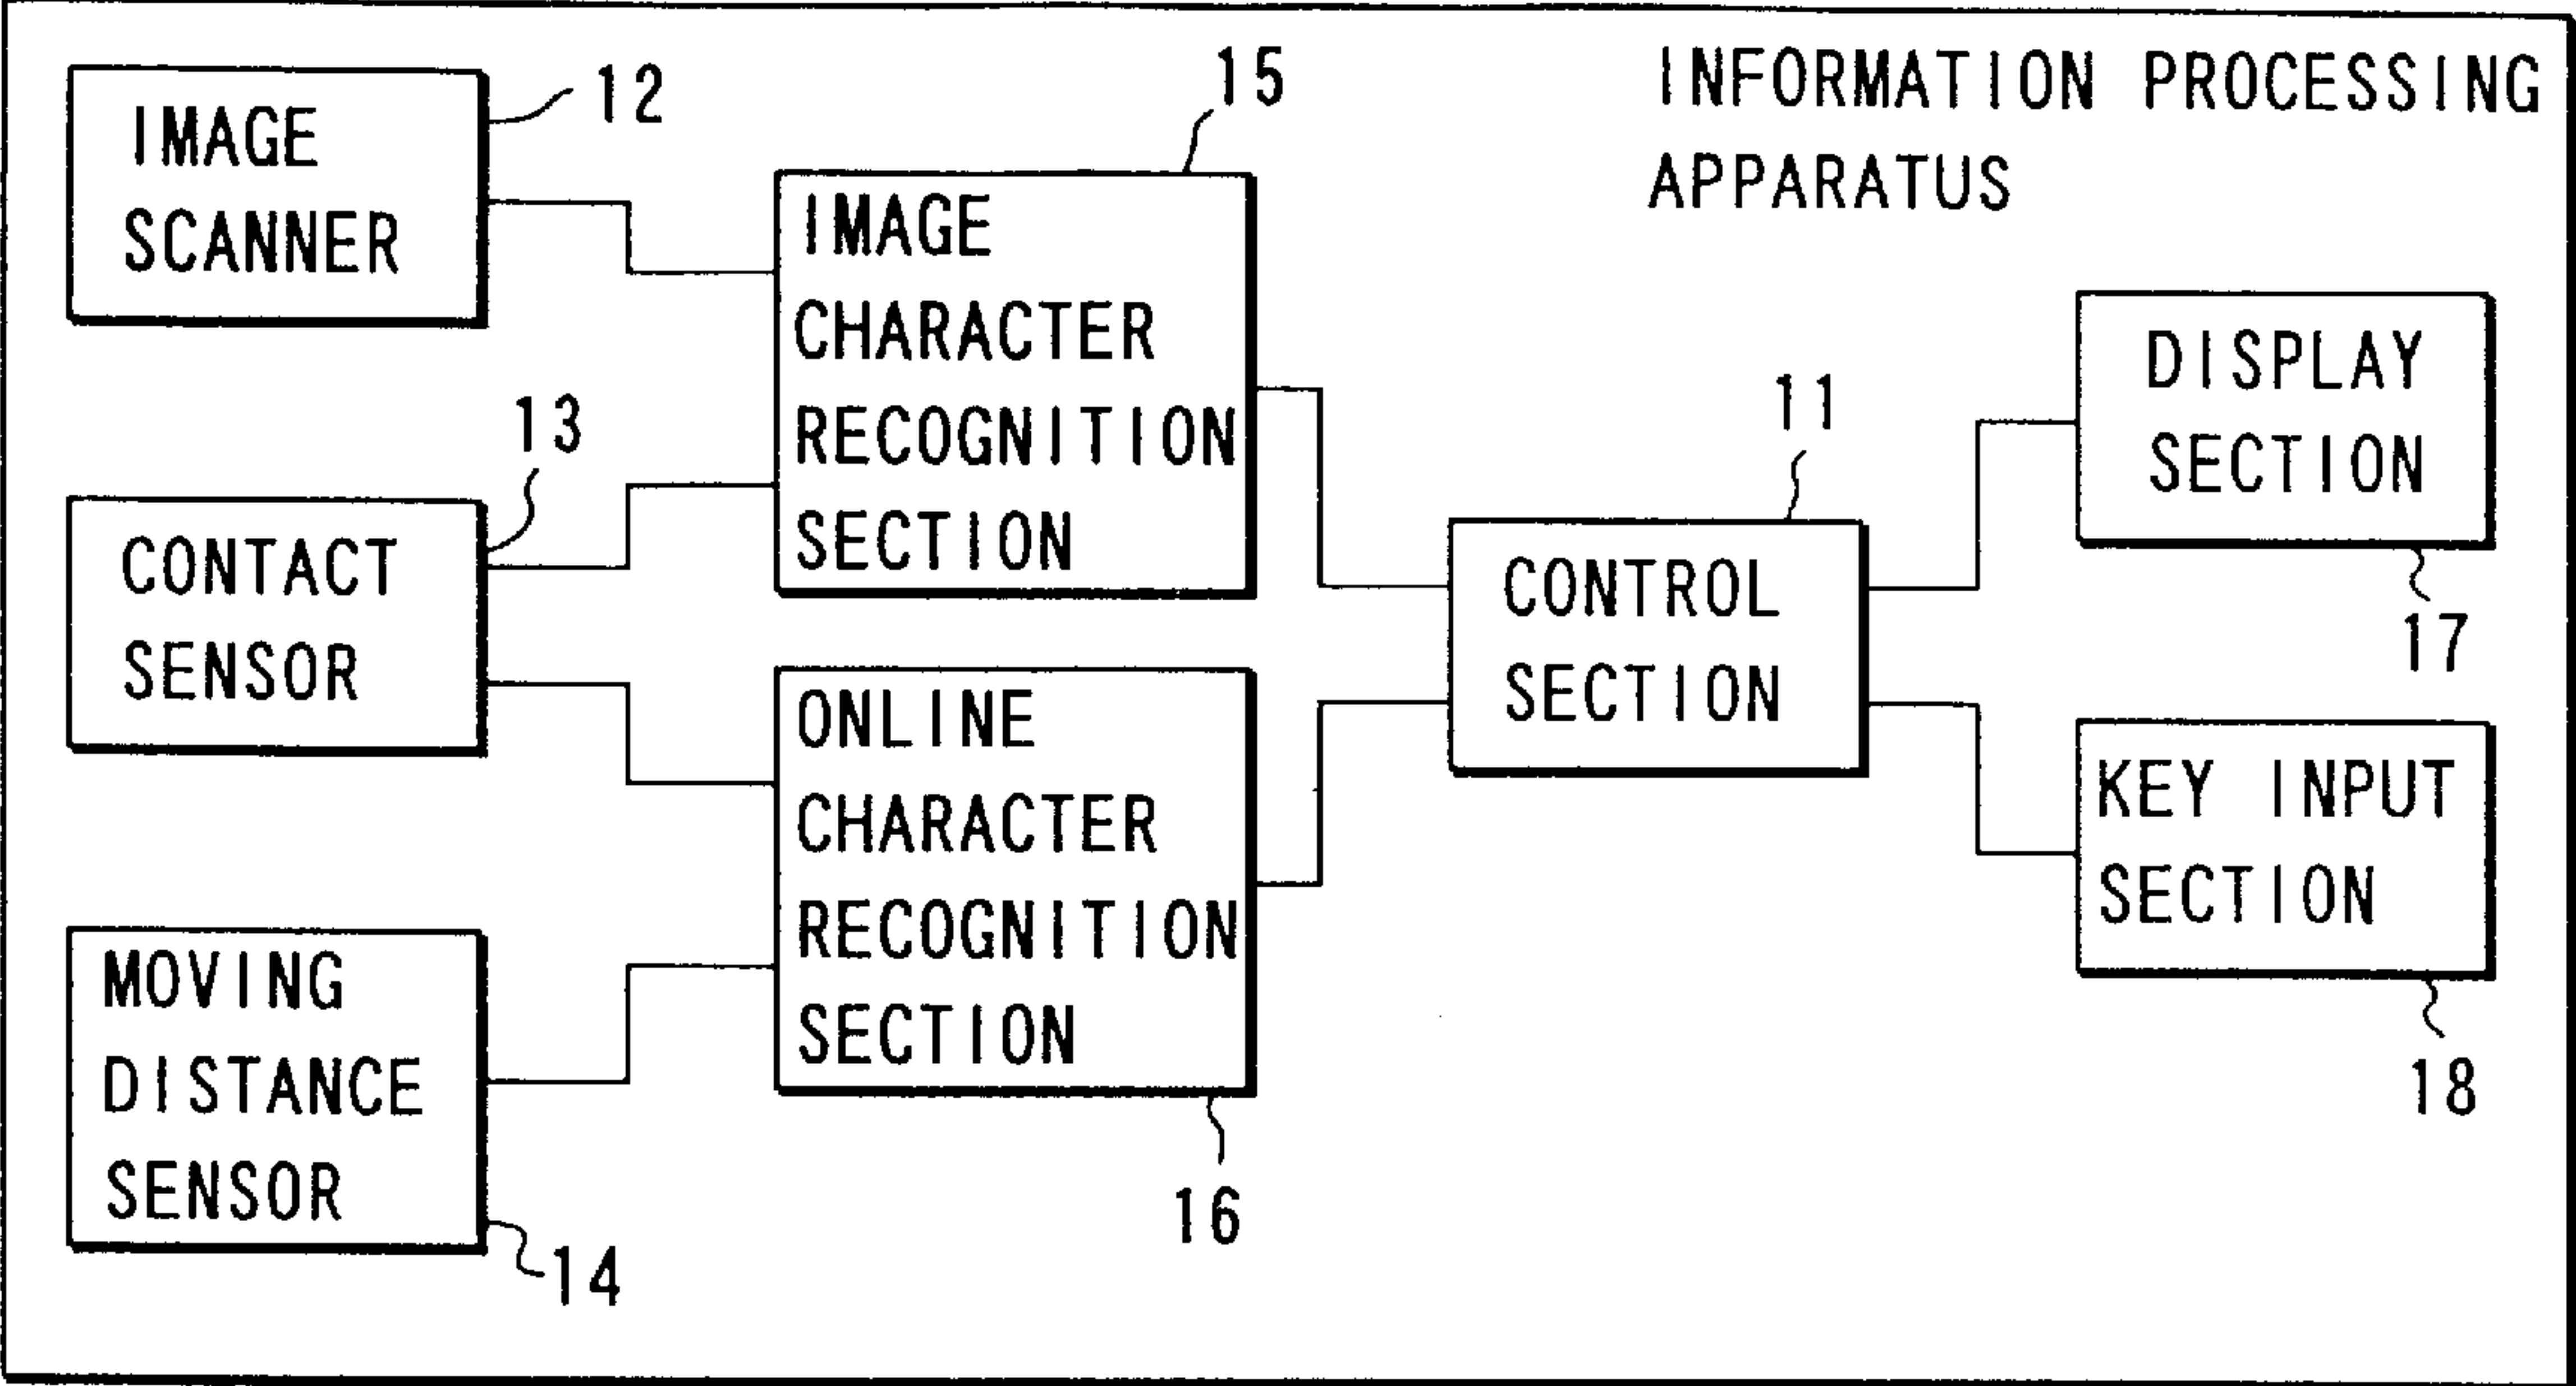 INFORMATION PROCESSING
APPARATUS
12
IMAGE
SCANNER
15
IMAGE
CHARACTER
RECOGNITION
SECTION
13
CONTACT
SENSOR
11
CONTROL
SECTION
DISPLAY
SECTION
17
ONLINE
CHARACTER
RECOGNITION
SECTION
16
KEY INPUT
SECTION
18
MOVING
DISTANCE
SENSOR
14